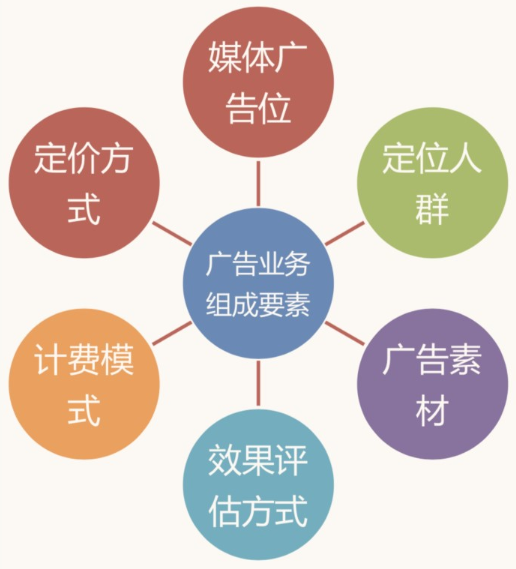 媒体广
告位
定价方
式
定位人
群
广告业务
组成要素
计费模
式
广告素
材
效果评
估方式